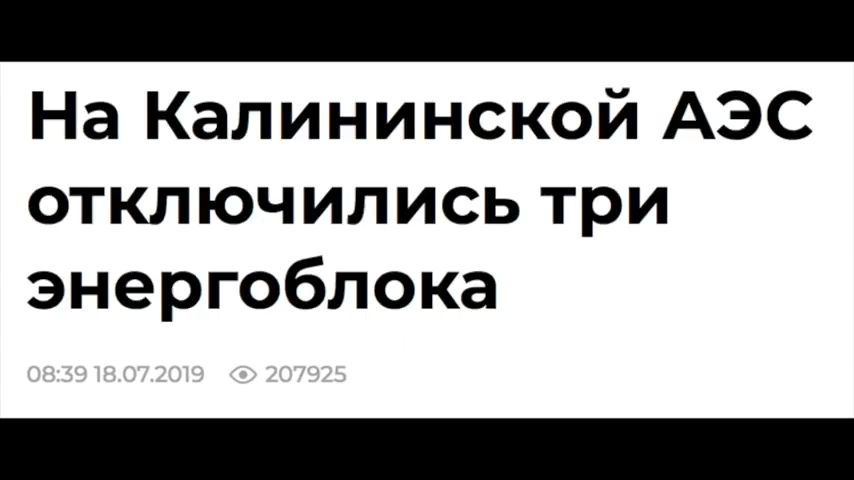 На Калининской АЭС
отключились три
энергоблока
08:39 18.07.2019 207925